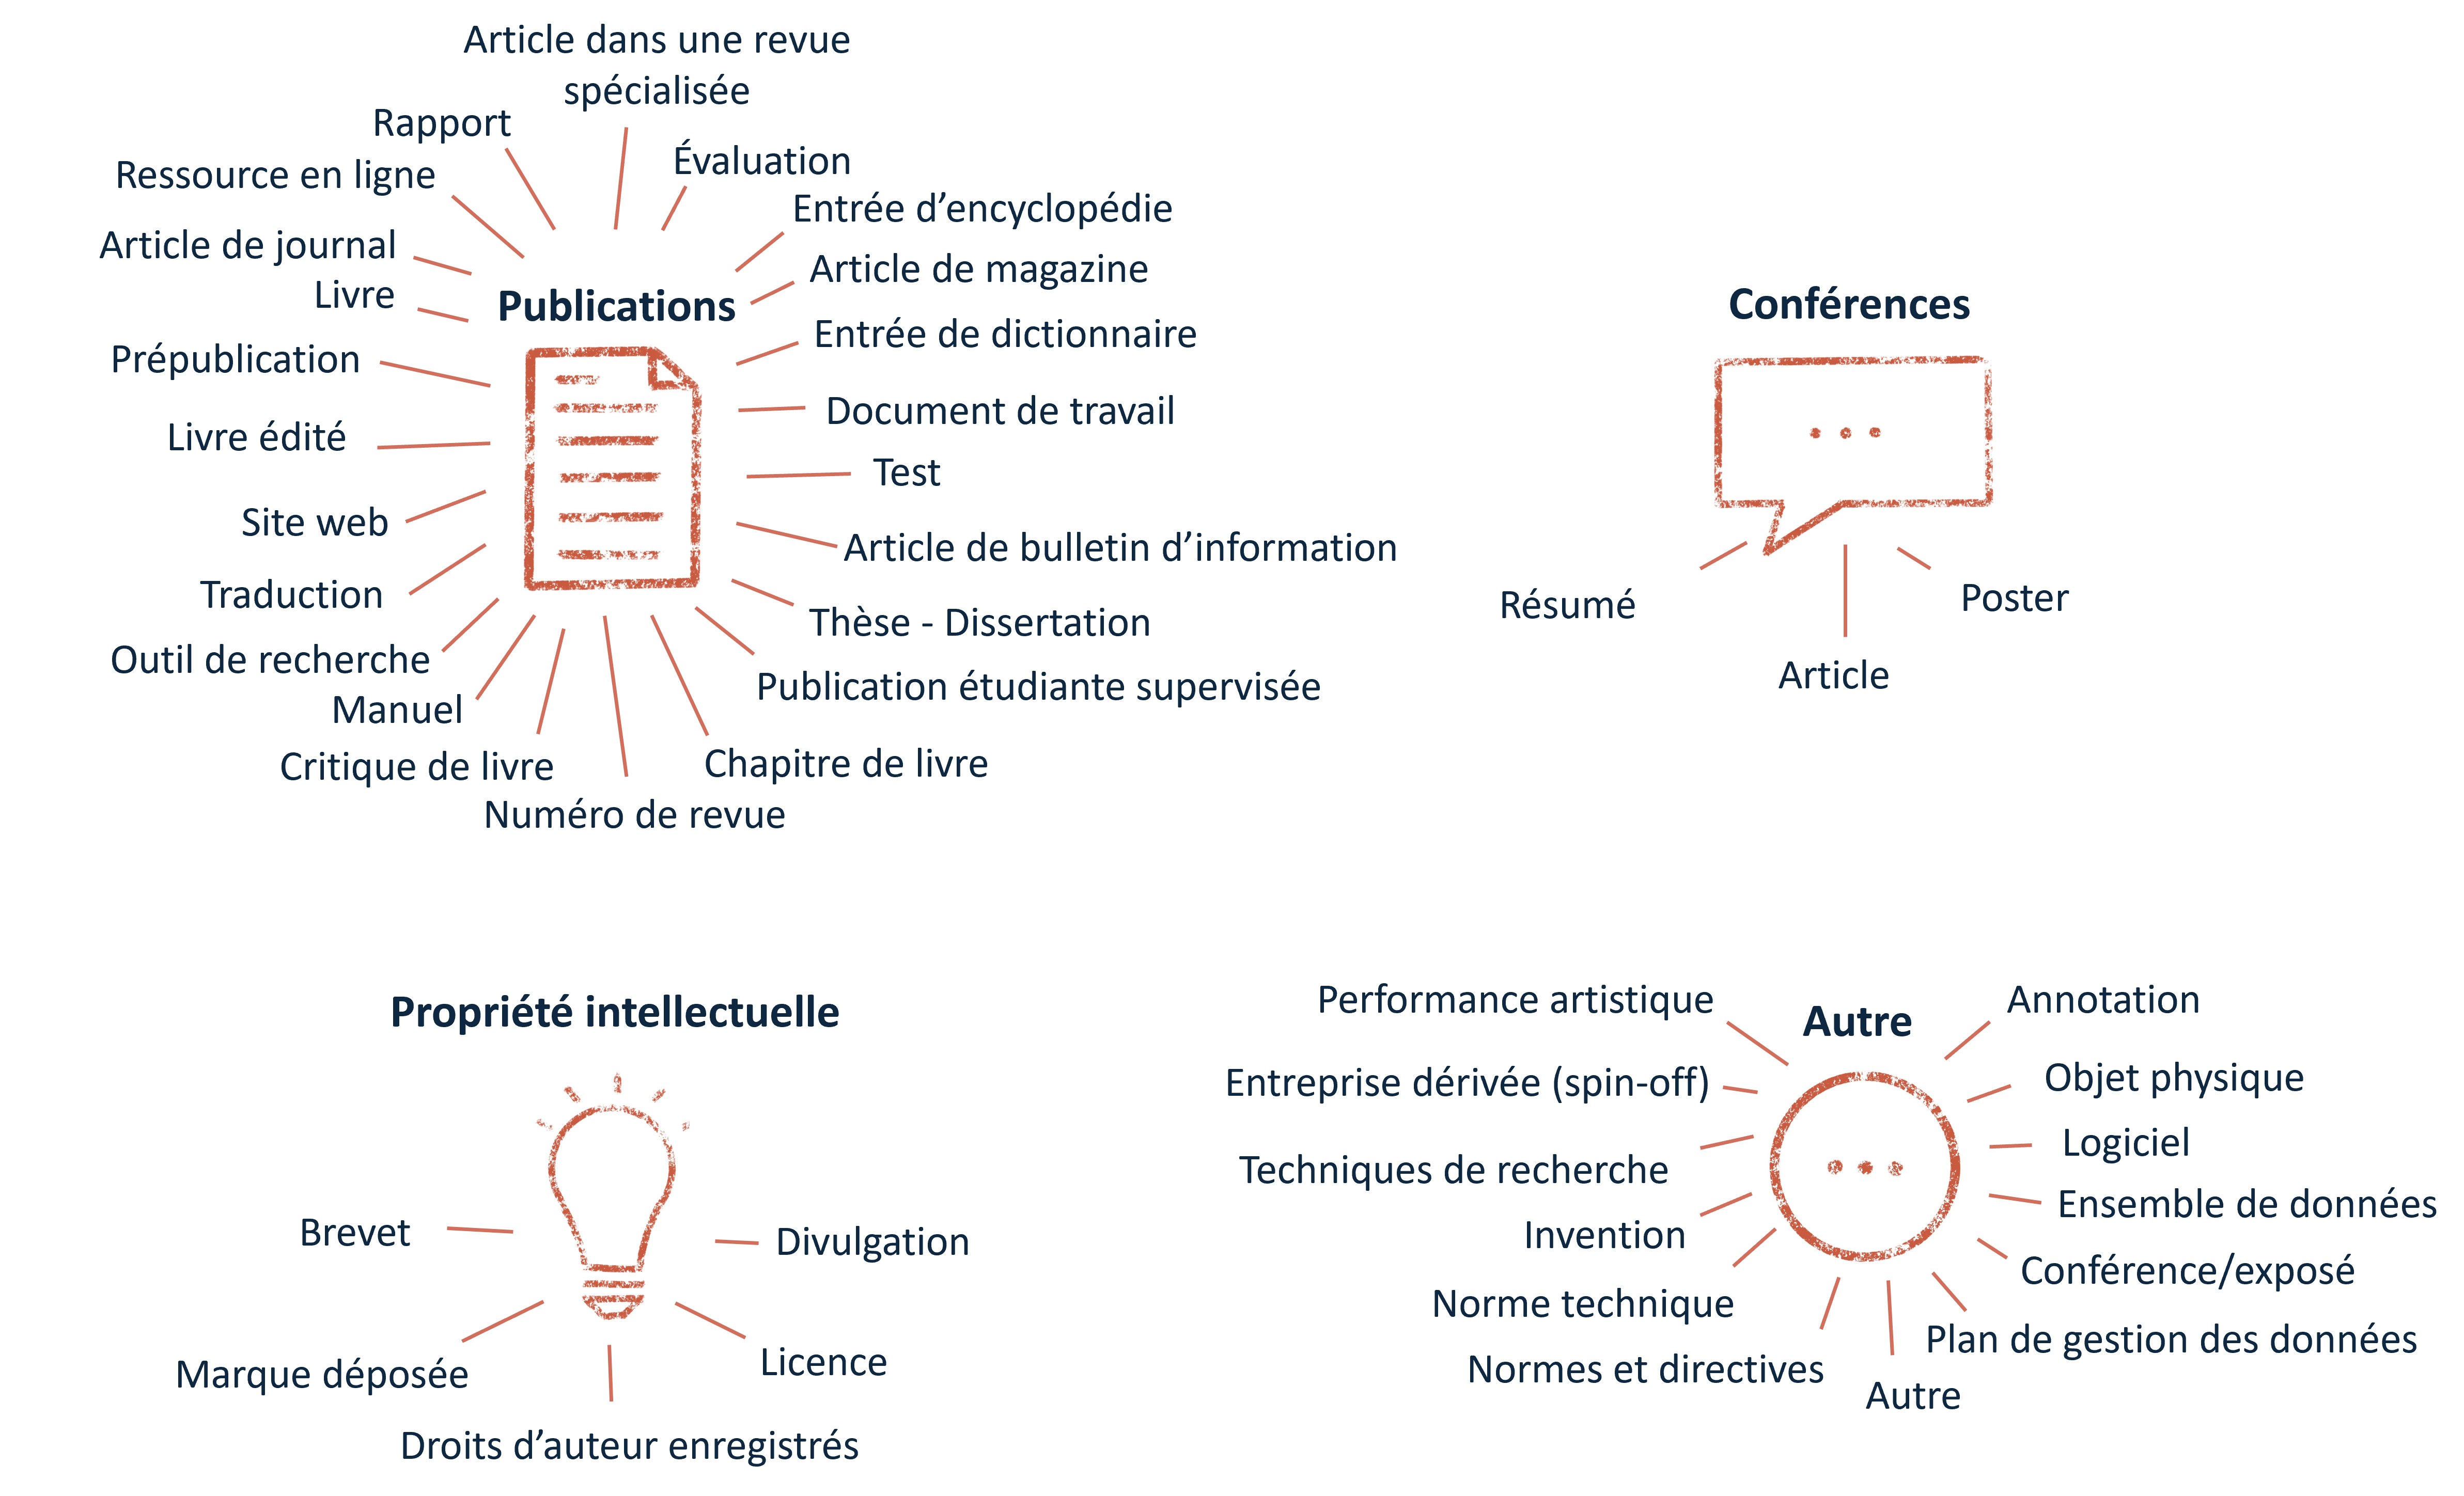 Article dans une revue
spécialisée
Rapport
Évaluation
Ressource en ligne
Entrée d’encyclopédie
Article de journal
Article de magazine
Livre
Publications
Entrée de dictionnaire
Prépublication
Document de travail
Livre édité
Test
Site web
Article de bulletin d’information
Traduction
Thèse - Dissertation
Outil de recherche
Publication étudiante supervisée
Manuel
Critique de livre
Chapitre de livre
Numéro de revue
Conférences
Résumé
Poster
Article
Propriété intellectuelle
Brevet
Divulgation
Marque déposée
Licence
Droits d’auteur enregistrés
Performance artistique
Autre
Annotation
Entreprise dérivée (spin-off)
Objet physique
Techniques de recherche
Logiciel
Invention
Ensemble de données
Norme technique
Conférence/exposé
Normes et directives
Plan de gestion des données
Autre